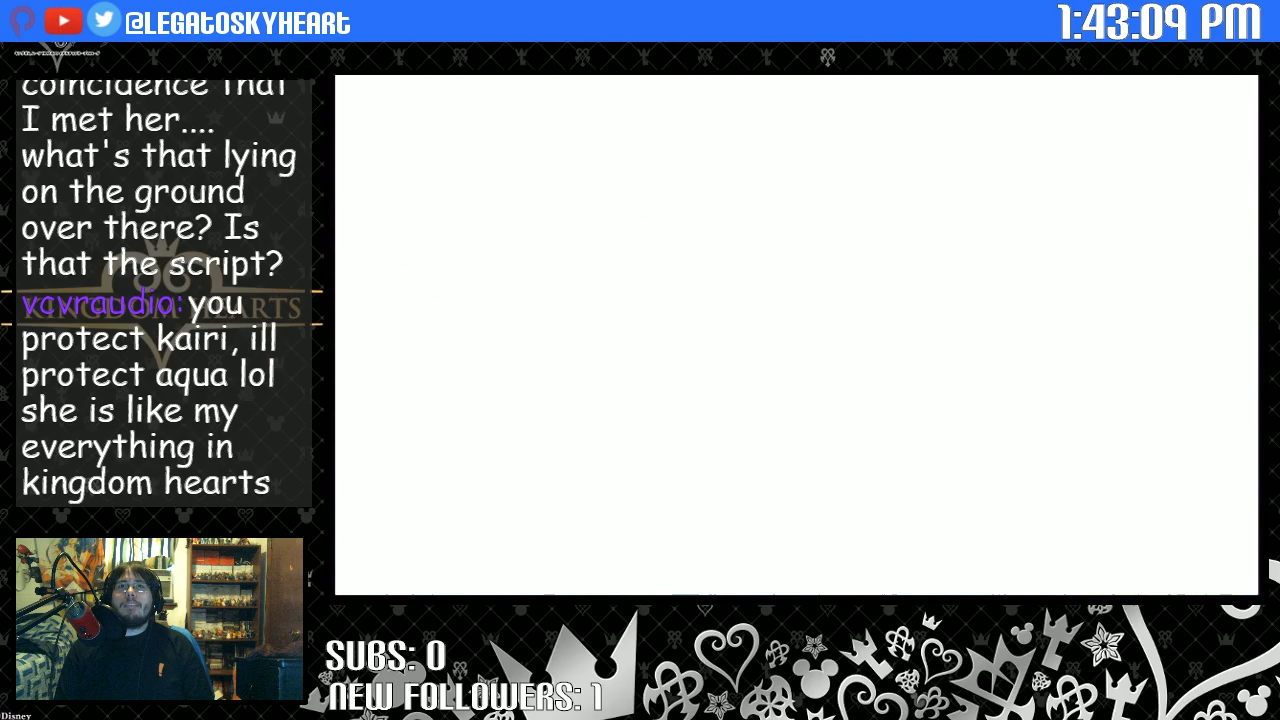 @LEGATOSKYHEART
1:43:09 PM
coincidence that
I met her....
what's that lying
on the ground
over there? Is
that the script?
vcvraudio: you
protect kairi, ill
protect aqua lol
she is like my
everything in
kingdom hearts
KINGDOM HEARTS
SUBS: 0
NEW FOLLOWERS: 1
Disney